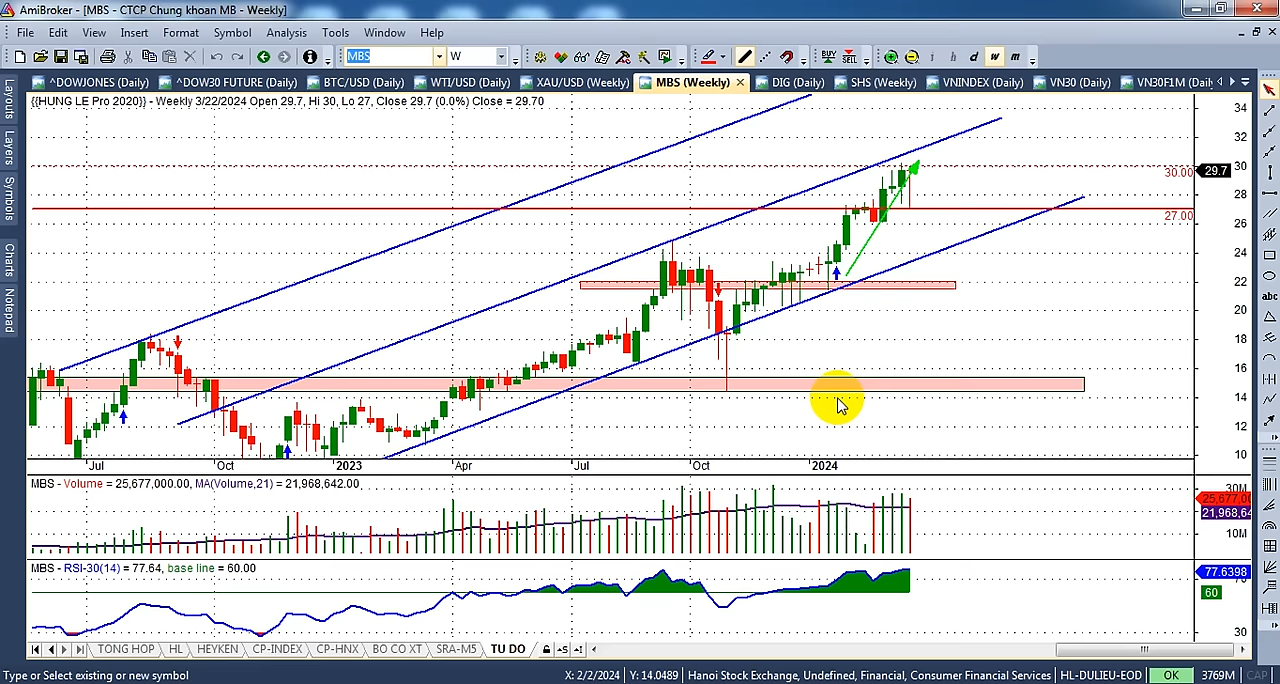 AmiBroker - [MBS - CTCP Chung khoan MB - Weekly]
File Edit View Insert Format Symbol Analysis Tools Window Help
MBS W BUY SELL i h d w m
^DOWJONES (Daily) ^DOW30 FUTURE (Daily) BTC/USD (Daily) WTI/USD (Daily) XAU/USD (Weekly) MBS (Weekly) DIG (Daily) SHS (Weekly) VNINDEX (Daily) VN30 (Daily) VN30F1M (Daily
Layouts
Layers
Symbols
Charts
Notepad
{{HUNG LE Pro 2020}} - Weekly 3/22/2024 Open 29.7, Hi 30, Lo 27, Close 29.7 (0.0%) Close = 29.70
34
32
30
30.00 29.7
28
27.00
26
24
22
20
18
16
14
12
10
abc
Jul Oct 2023 Apr Jul Oct 2024
MBS - Volume = 25,677,000.00, MA(Volume,21) = 21,968,642.00
30M
25,677,00
21,968,64
10M
MBS - RSI-30(14) = 77.64, base line = 60.00
77.6398
60
30
TONG HOP HL HEYKEN CP-INDEX CP-HNX BO CO XT SRA-M5 TU DO
Type or Select existing or new symbol X: 2/2/2024 Y: 14.0489 Hanoi Stock Exchange, Undefined, Financial, Consumer Financial Services HL-DULIEU-EOD OK 3769M CAP